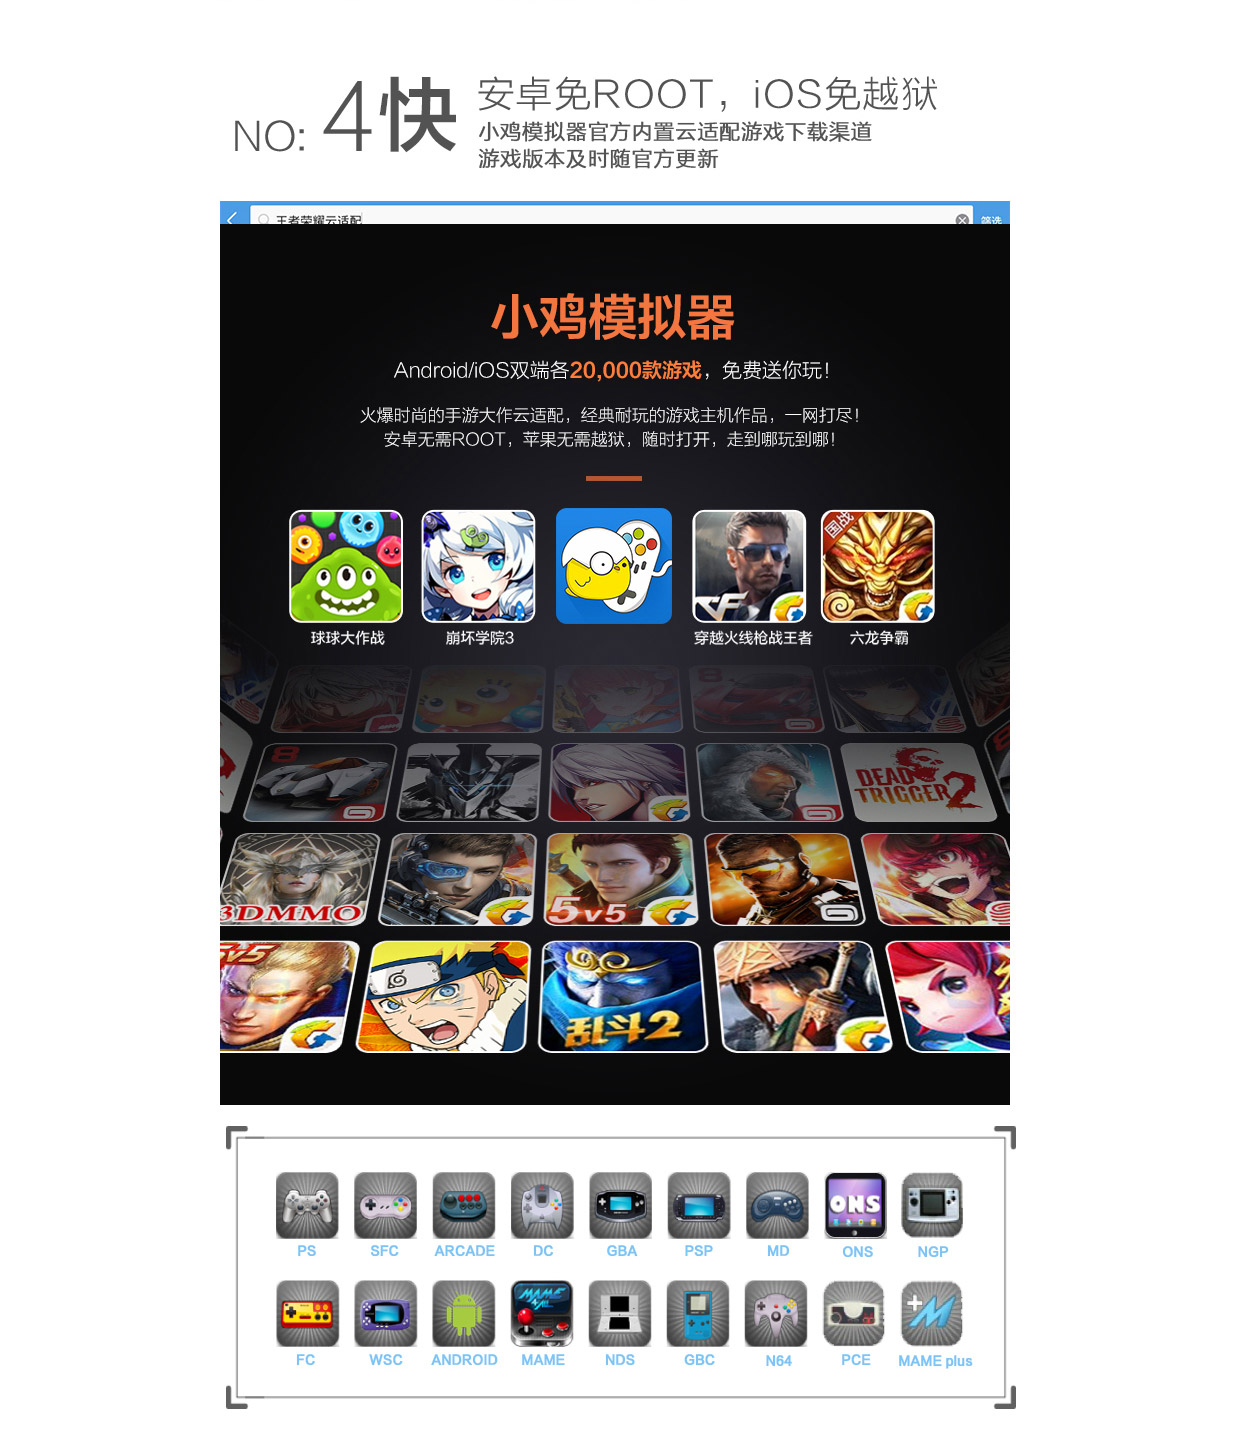 NO: 4快
安卓免ROOT，iOS免越狱
小鸡模拟器官方内置云适配游戏下载渠道
游戏版本及时随官方更新
王者荣耀云适配 筛选
小鸡模拟器
Android/iOS双端各20,000款游戏，免费送你玩！
火爆时尚的手游大作云适配，经典耐玩的游戏主机作品，一网打尽！
安卓无需ROOT，苹果无需越狱，随时打开，走到哪玩到哪！
国战
球球大作战 崩坏学院3 穿越火线枪战王者 六龙争霸
8 DEAD TRIGGER 2
3DMMO 5v5
5v5 乱斗2
ONS
PS SFC ARCADE DC GBA PSP MD ONS NGP
MAME
FC WSC ANDROID MAME NDS GBC N64 PCE MAME plus